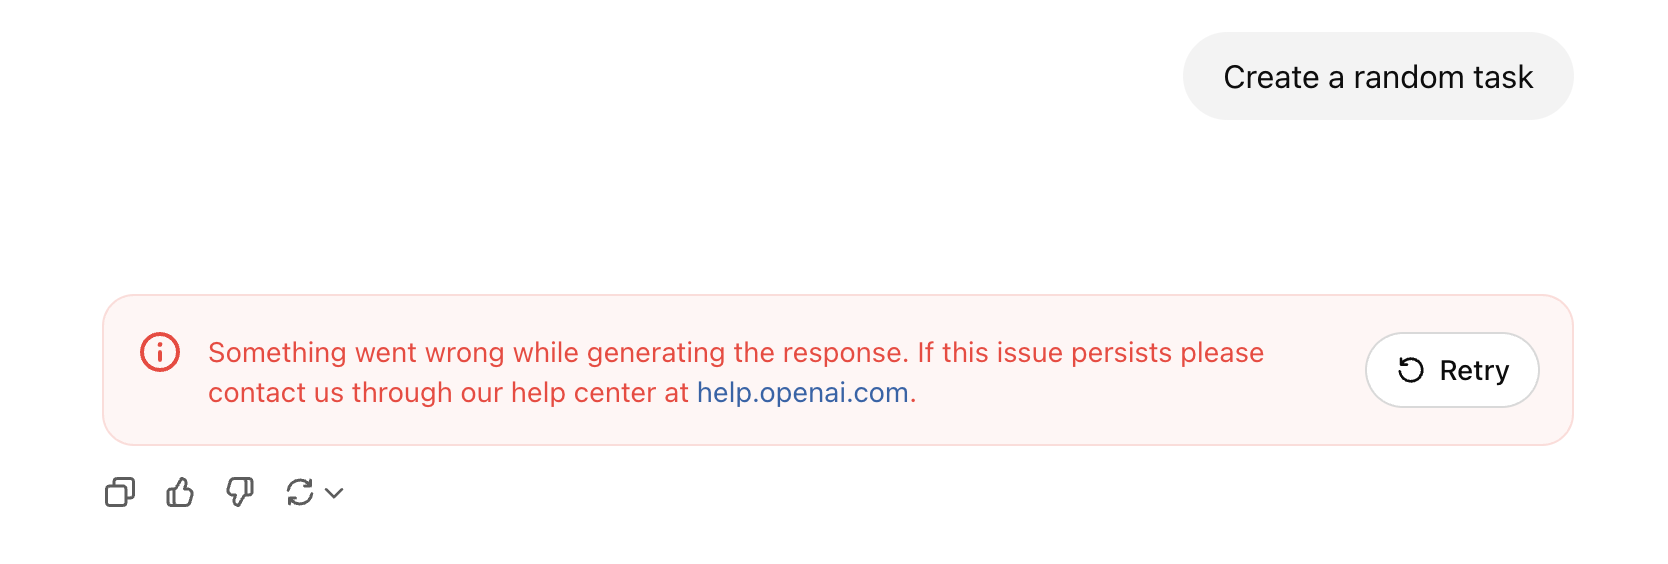 Create a random task
Something went wrong while generating the response. If this issue persists please
contact us through our help center at help.openai.com.
Retry